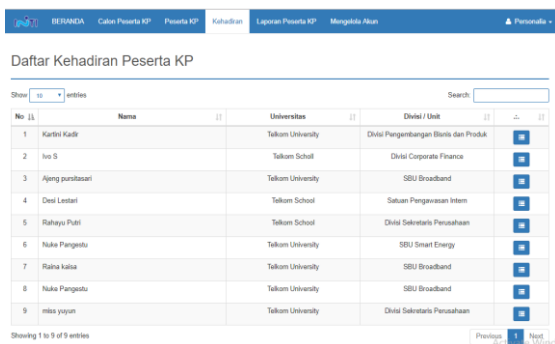 INTI BERANDA Calon Peserta KP Peserta KP Kehadiran Laporan Peserta KP Mengelola Akun Personalia
Daftar Kehadiran Peserta KP
Show 10 entries Search:
No Nama Universitas Divisi / Unit .:.
1 Kartini Kadir Telkom University Divisi Pengembangan Bisnis dan Produk
2 Ivo S Telkom Scholl Divisi Corporate Finance
3 Ajeng pursitasari Telkom University SBU Broadband
4 Desi Lestari Telkom School Satuan Pengawasan Intern
5 Rahayu Putri Telkom School Divisi Sekretaris Perusahaan
6 Nuke Pangestu Telkom University SBU Smart Energy
7 Raina kaisa Telkom University SBU Broadband
8 Nuke Pangestu Telkom University SBU Broadband
9 miss yuyun Telkom University Divisi Sekretaris Perusahaan
Showing 1 to 9 of 9 entries Previous 1 Next